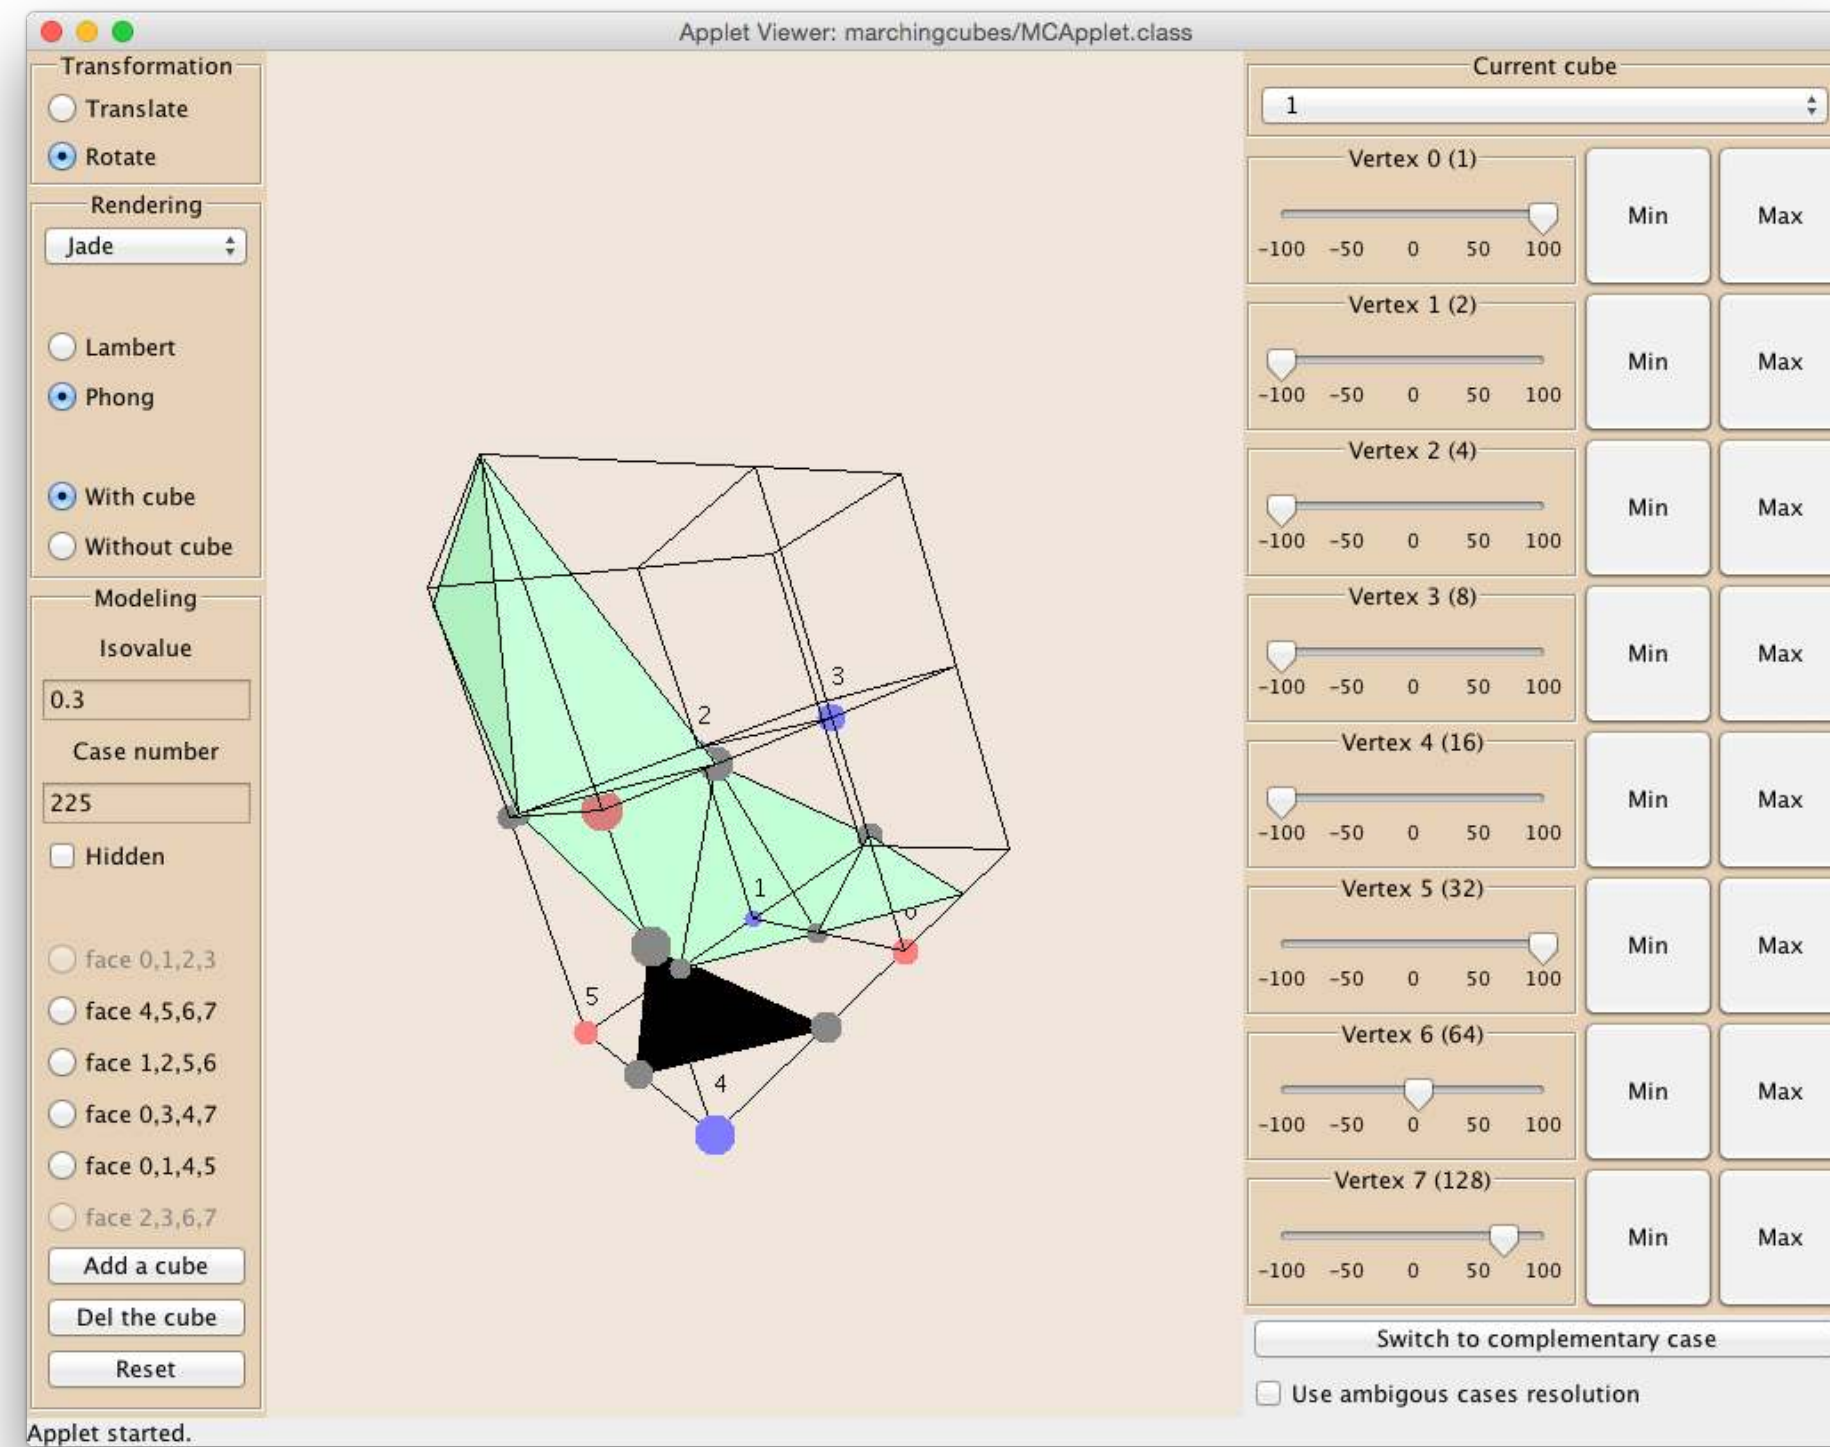 Applet Viewer: marchingcubes/MCApplet.class
Transformation
Translate
Rotate
Rendering
Jade
Lambert
Phong
With cube
Without cube
Modeling
Isovalue
0.3
Case number
225
Hidden
face 0,1,2,3
face 4,5,6,7
face 1,2,5,6
face 0,3,4,7
face 0,1,4,5
face 2,3,6,7
Add a cube
Del the cube
Reset
Applet started.
3
2
1
5
4
Current cube
1
Vertex 0 (1)
-100 -50 0 50 100
Min Max
Vertex 1 (2)
-100 -50 0 50 100
Min Max
Vertex 2 (4)
-100 -50 0 50 100
Min Max
Vertex 3 (8)
-100 -50 0 50 100
Min Max
Vertex 4 (16)
-100 -50 0 50 100
Min Max
Vertex 5 (32)
-100 -50 0 50 100
Min Max
Vertex 6 (64)
-100 -50 0 50 100
Min Max
Vertex 7 (128)
-100 -50 0 50 100
Min Max
Switch to complementary case
Use ambigous cases resolution